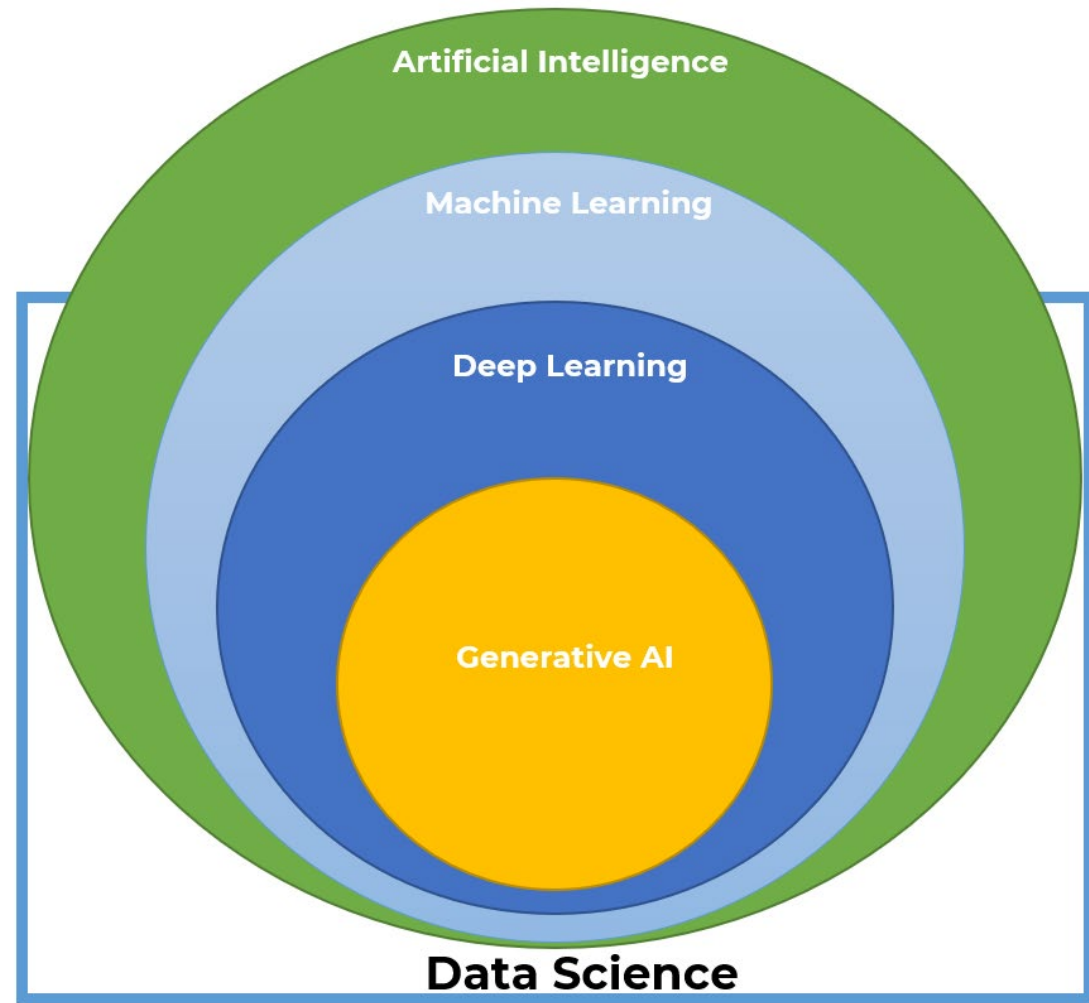 Artificial Intelligence
Machine Learning
Deep Learning
Generative AI
Data Science